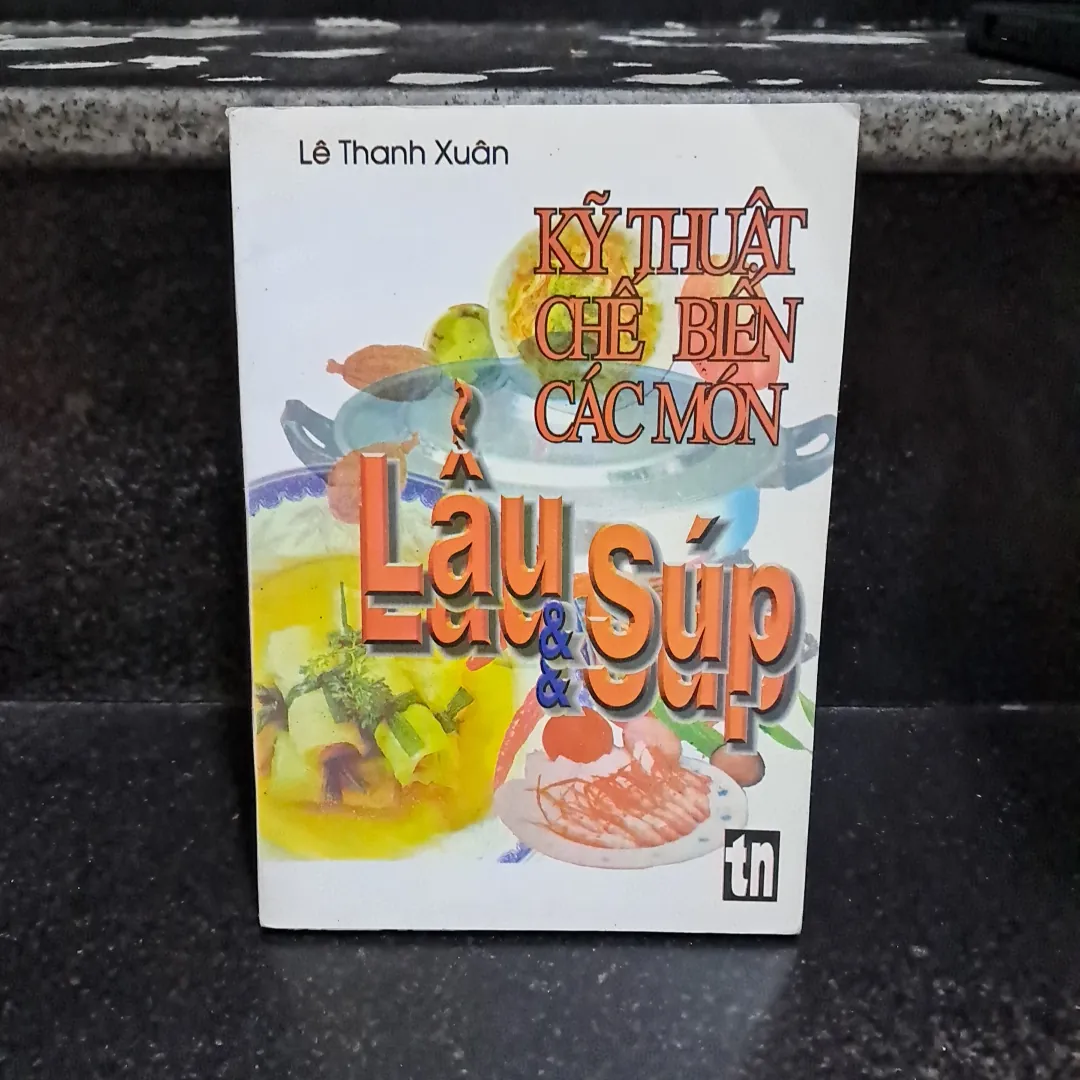 Lê Thanh Xuân
KỸ THUẬT
CHẾ BIẾN
CÁC MÓN
Lẩu & Súp
tn